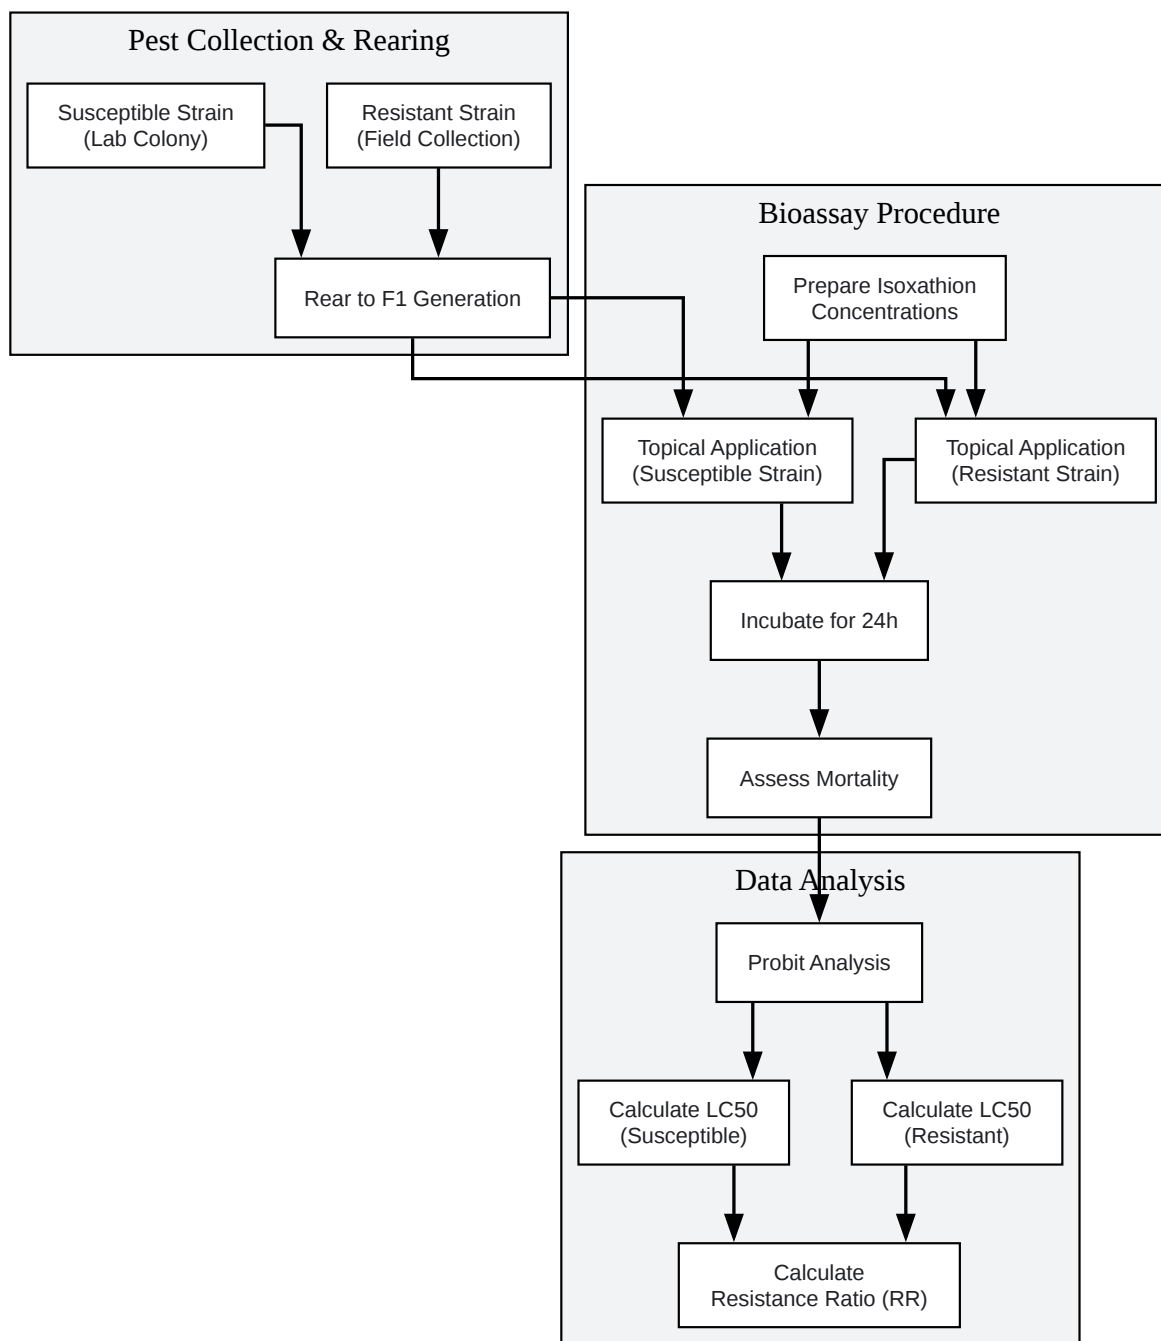 Pest Collection & Rearing
Susceptible Strain
(Lab Colony)
Resistant Strain
(Field Collection)
Rear to F1 Generation
Bioassay Procedure
Prepare Isoxathion
Concentrations
Topical Application
(Susceptible Strain)
Topical Application
(Resistant Strain)
Incubate for 24h
Assess Mortality
Data Analysis
Probit Analysis
Calculate LC50
(Susceptible)
Calculate LC50
(Resistant)
Calculate
Resistance Ratio (RR)